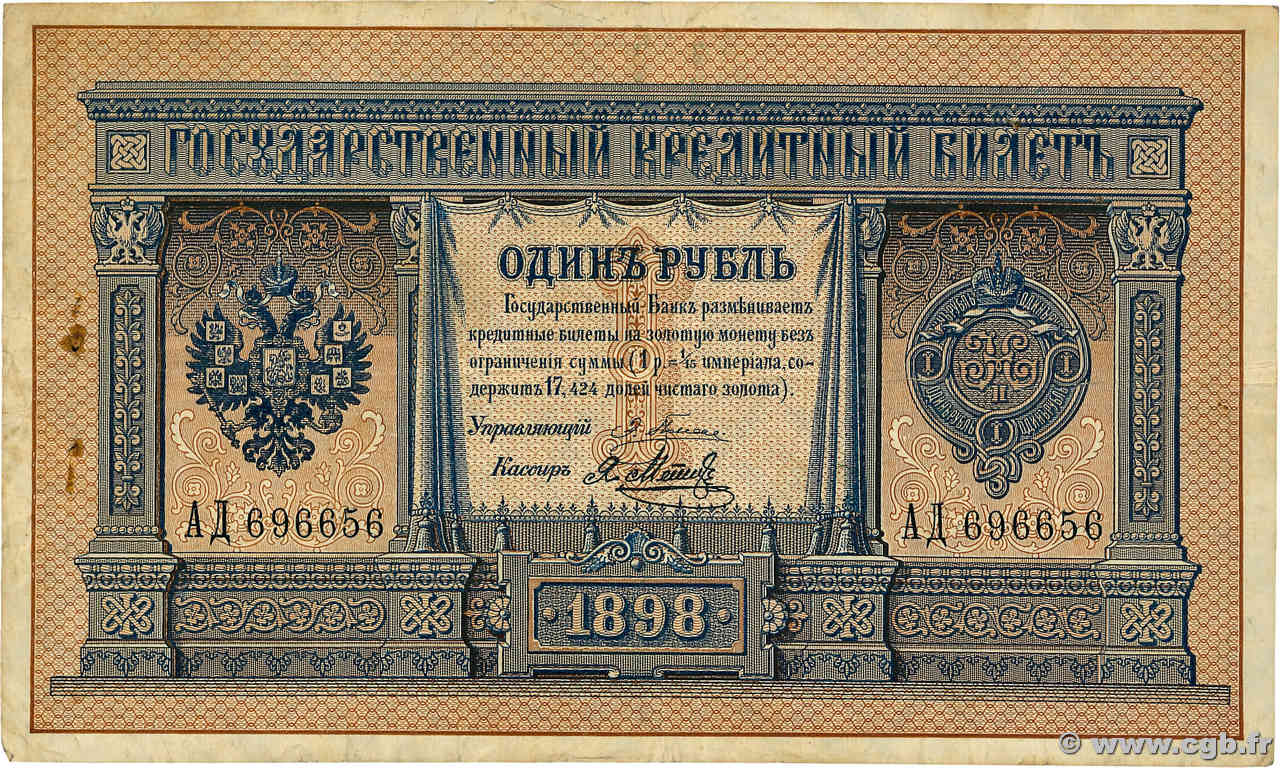 ГОСУДАРСТВЕННЫЙ КРЕДИТНЫЙ БИЛЕТЪ
ОДИНЪ РУБЛЬ
Государственный Банкъ размѣниваетъ
кредитные билеты на золотую монету безъ
ограниченія суммы (1 = 1/15 имперіала, со-
держитъ 17,424 долей чистаго золота).
Управляющій
Кассиръ
АД 696656
АД 696656
1898
© www.cgb.fr